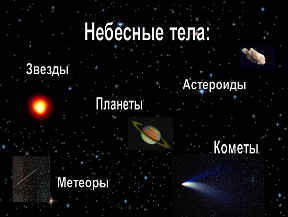 Небесные тела:
Звезды
Астероиды
Планеты
Кометы
Метеоры